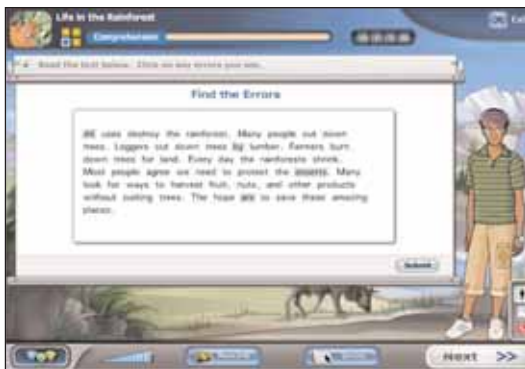 Life in the Rainforest
Comprehension
Read the text below. Click on any errors you see.
Find the Errors
uses destroy the rainforest. Many people cut down
trees. Loggers cut down trees by lumber. Farmers burn
down trees for land. Every day the rainforests shrink.
Most people agree we need to protect the
Many
look for ways to harvest fruit, nuts, and other products
without cutting trees. The hope are to save these amazing
places.
Submit
Next >>